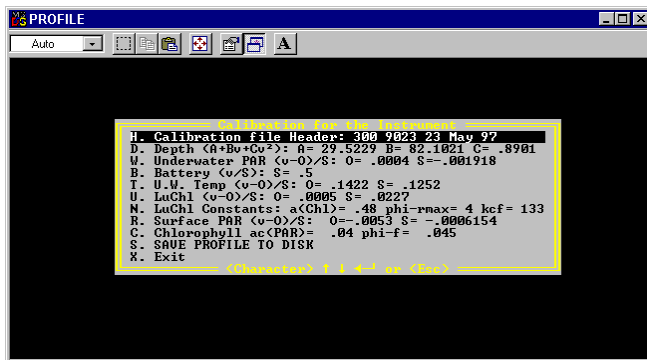 PROFILE
Auto
A
Calibration for the Instrument
H. Calibration file Header: 300 9023 23 May 97
D. Depth (A+Bv+Cv²): A= 29.5229 B= 82.1021 C= .8901
W. Underwater PAR (v-O)/S: O= .0004 S=-.001918
B. Battery (v/S): S= .5
T. U.W. Temp (v-O)/S: O= .1422 S= .1252
U. LuChl (v-O)/S: O= .0005 S= .0227
N. LuChl Constants: a(Chl)= .48 phi-rmax= 4 kcf= 133
R. Surface PAR (v-O)/S: O=-.0053 S= -.0006154
C. Chlorophyll ac(PAR)= .04 phi-f= .045
S. SAVE PROFILE TO DISK
X. Exit
<Character> ↑ ↓ ◄─┘ or <Esc>